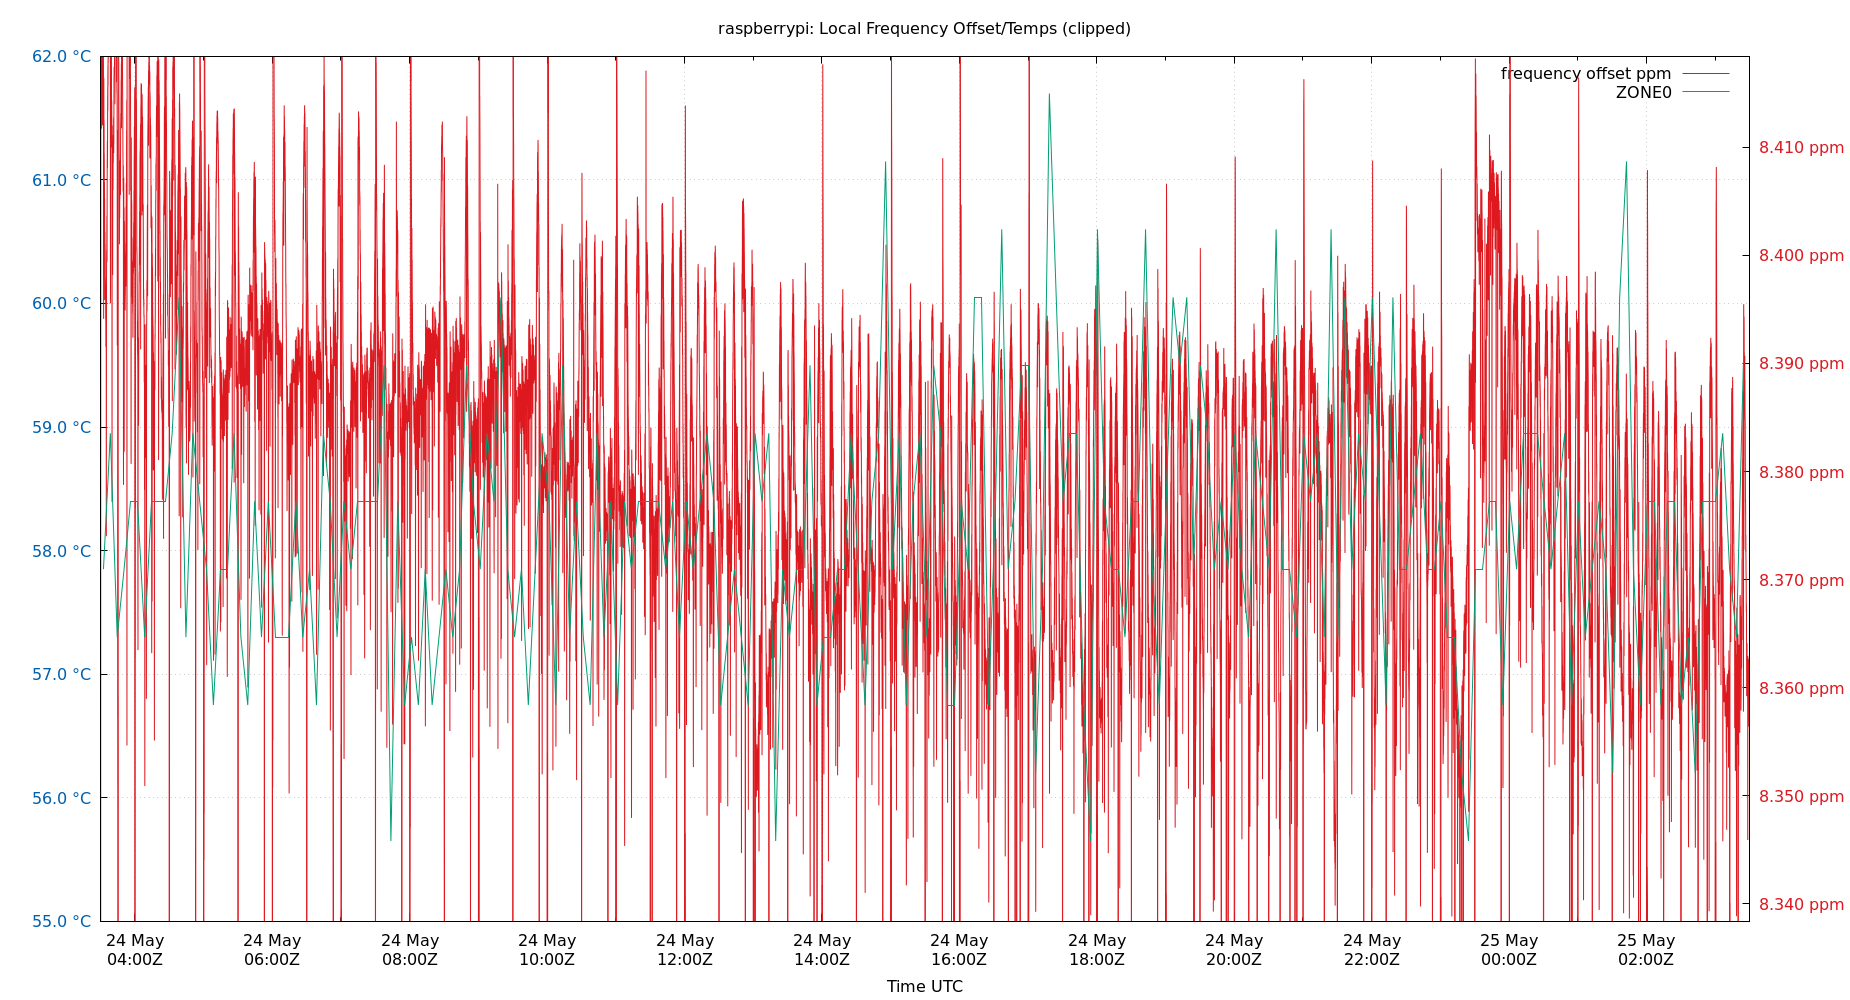 raspberrypi: Local Frequency Offset/Temps (clipped)
frequency offset ppm
ZONE0
62.0 °C
61.0 °C
60.0 °C
59.0 °C
58.0 °C
57.0 °C
56.0 °C
55.0 °C
8.410 ppm
8.400 ppm
8.390 ppm
8.380 ppm
8.370 ppm
8.360 ppm
8.350 ppm
8.340 ppm
24 May
04:00Z
24 May
06:00Z
24 May
08:00Z
24 May
10:00Z
24 May
12:00Z
24 May
14:00Z
24 May
16:00Z
24 May
18:00Z
24 May
20:00Z
24 May
22:00Z
25 May
00:00Z
25 May
02:00Z
Time UTC